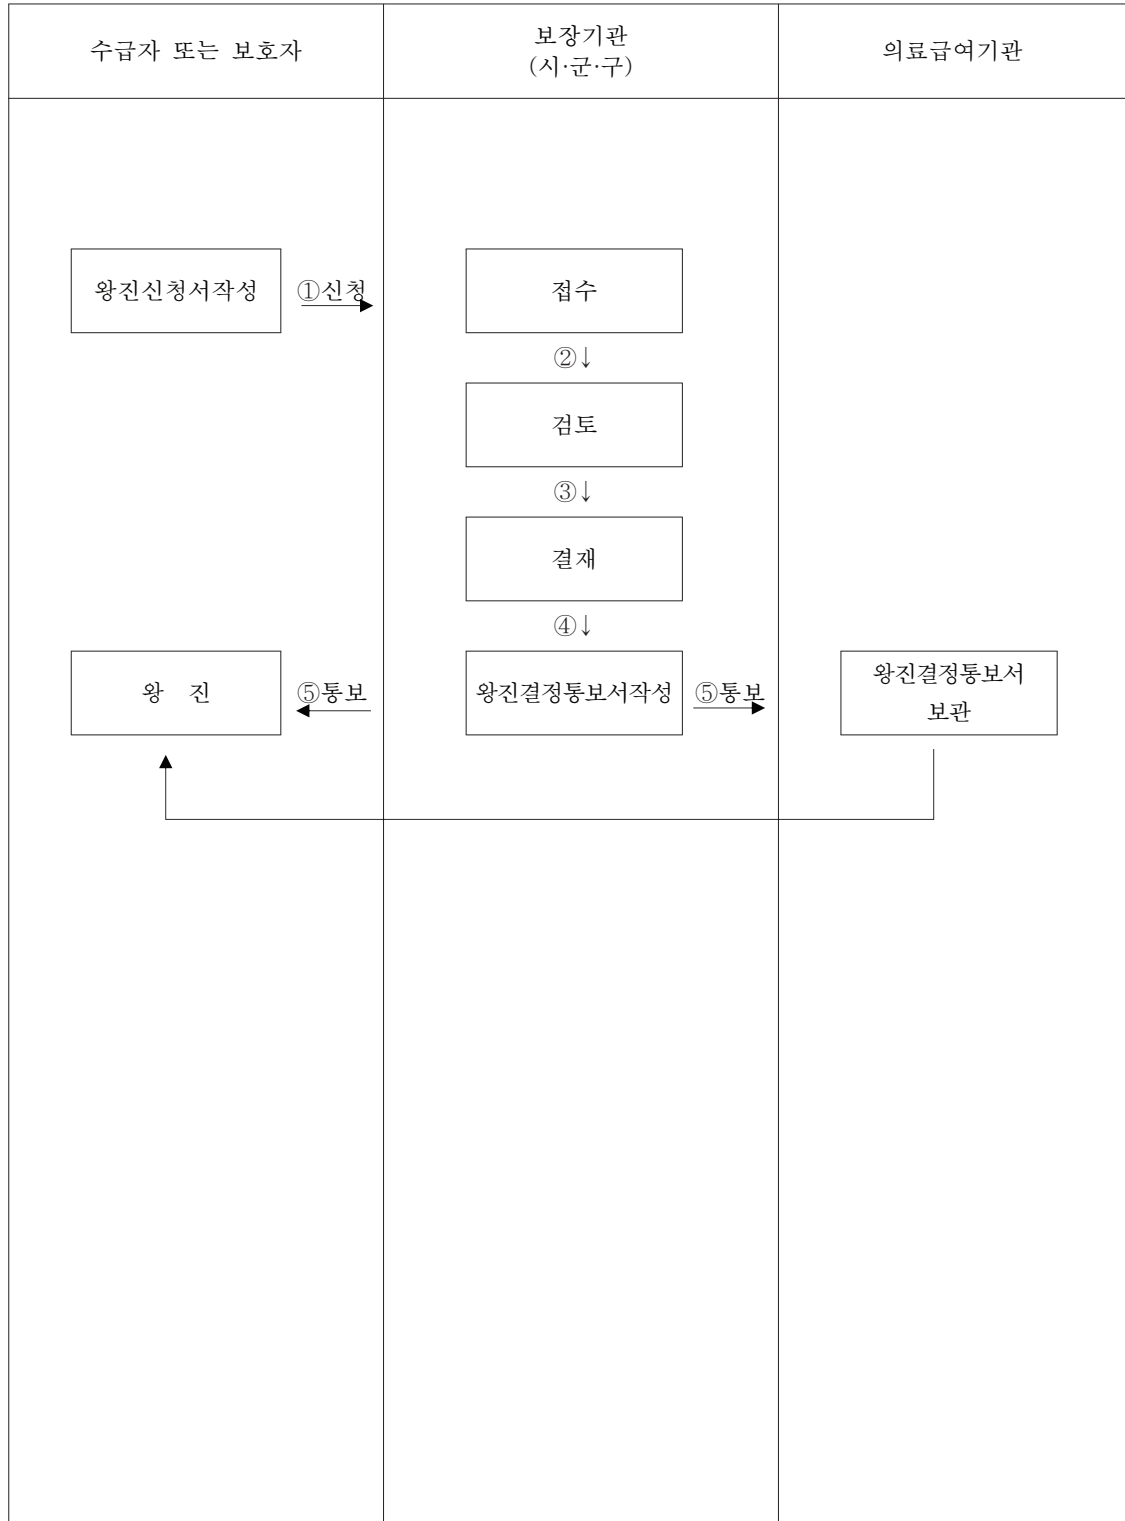 수급자 또는 보호자
보장기관
(시·군·구)
의료급여기관
왕진신청서작성
①신청
접수
②↓
검토
③↓
결재
④↓
왕 진
⑤통보
왕진결정통보서작성
⑤통보
왕진결정통보서
보관